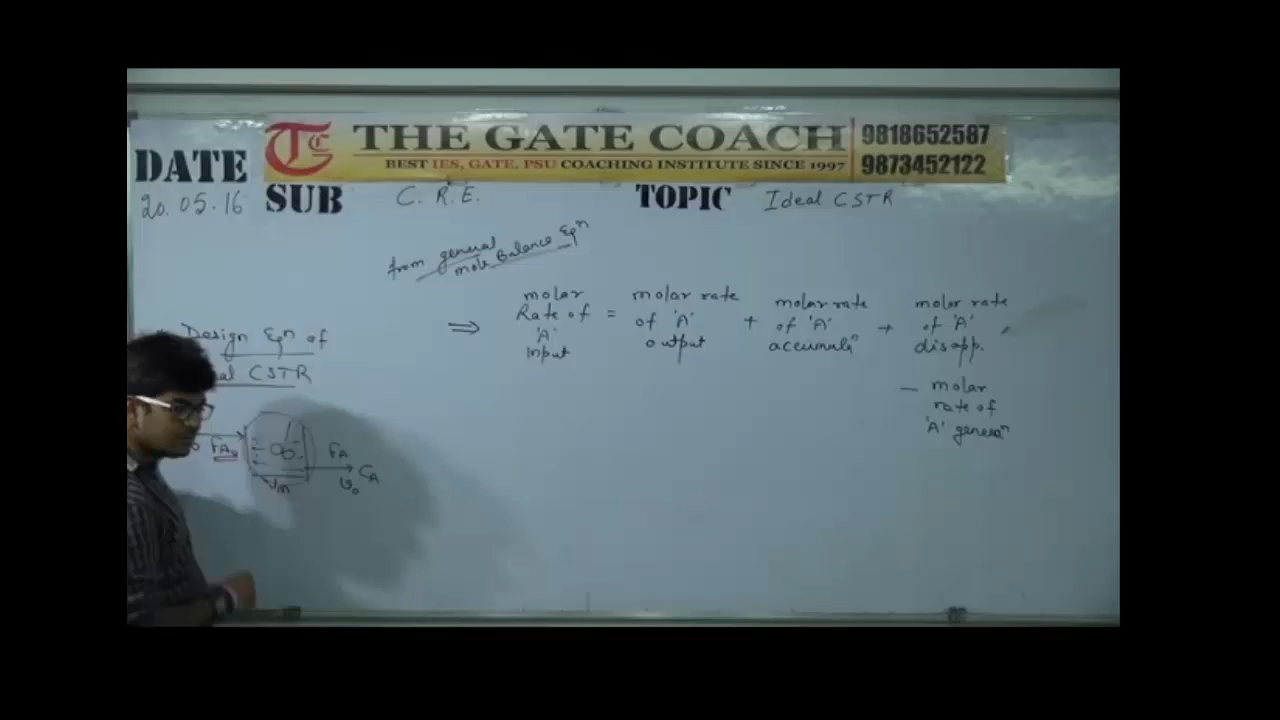 THE GATE COACH
BEST IES, GATE, PSU COACHING INSTITUTE SINCE 1997
9818652587
9873452122
DATE
20.05.16
SUB
C. R. E.
TOPIC
Ideal CSTR
from general
mole Balance Eqn
Design Eqn of
CSTR
FA
CA
v0
Vm
⇒
molar
Rate of
'A'
input
=
molar rate
of 'A'
output
+
molar rate
of 'A'
accumuln
+
molar rate
of 'A'
disapp.
— molar
rate of
'A' generan